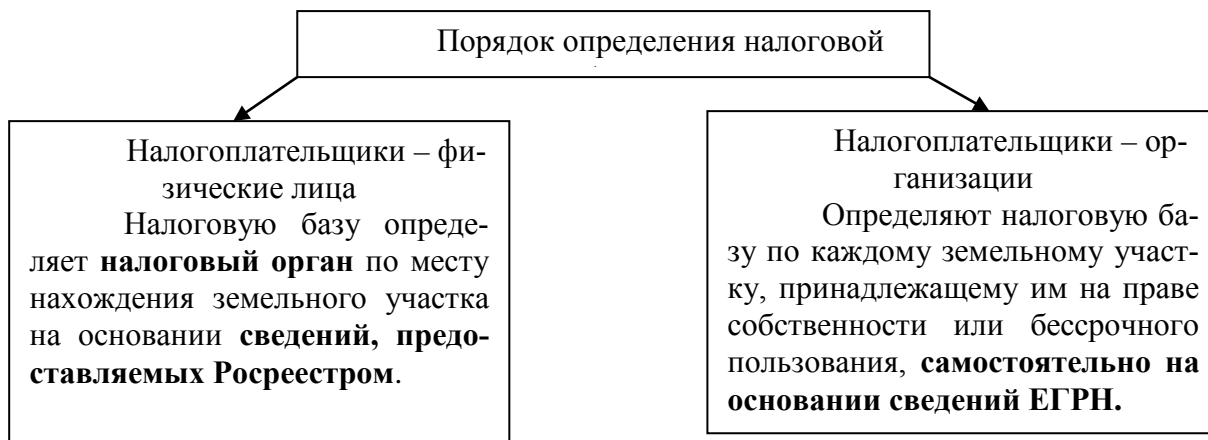 Порядок определения налоговой
Налогоплательщики – фи-
зические лица
Налоговую базу опреде-
ляет налоговый орган по месту
нахождения земельного участка
на основании сведений, предо-
ставляемых Росреестром.
Налогоплательщики – ор-
ганизации
Определяют налоговую ба-
зу по каждому земельному участ-
ку, принадлежащему им на праве
собственности или бессрочного
пользования, самостоятельно на
основании сведений ЕГРН.